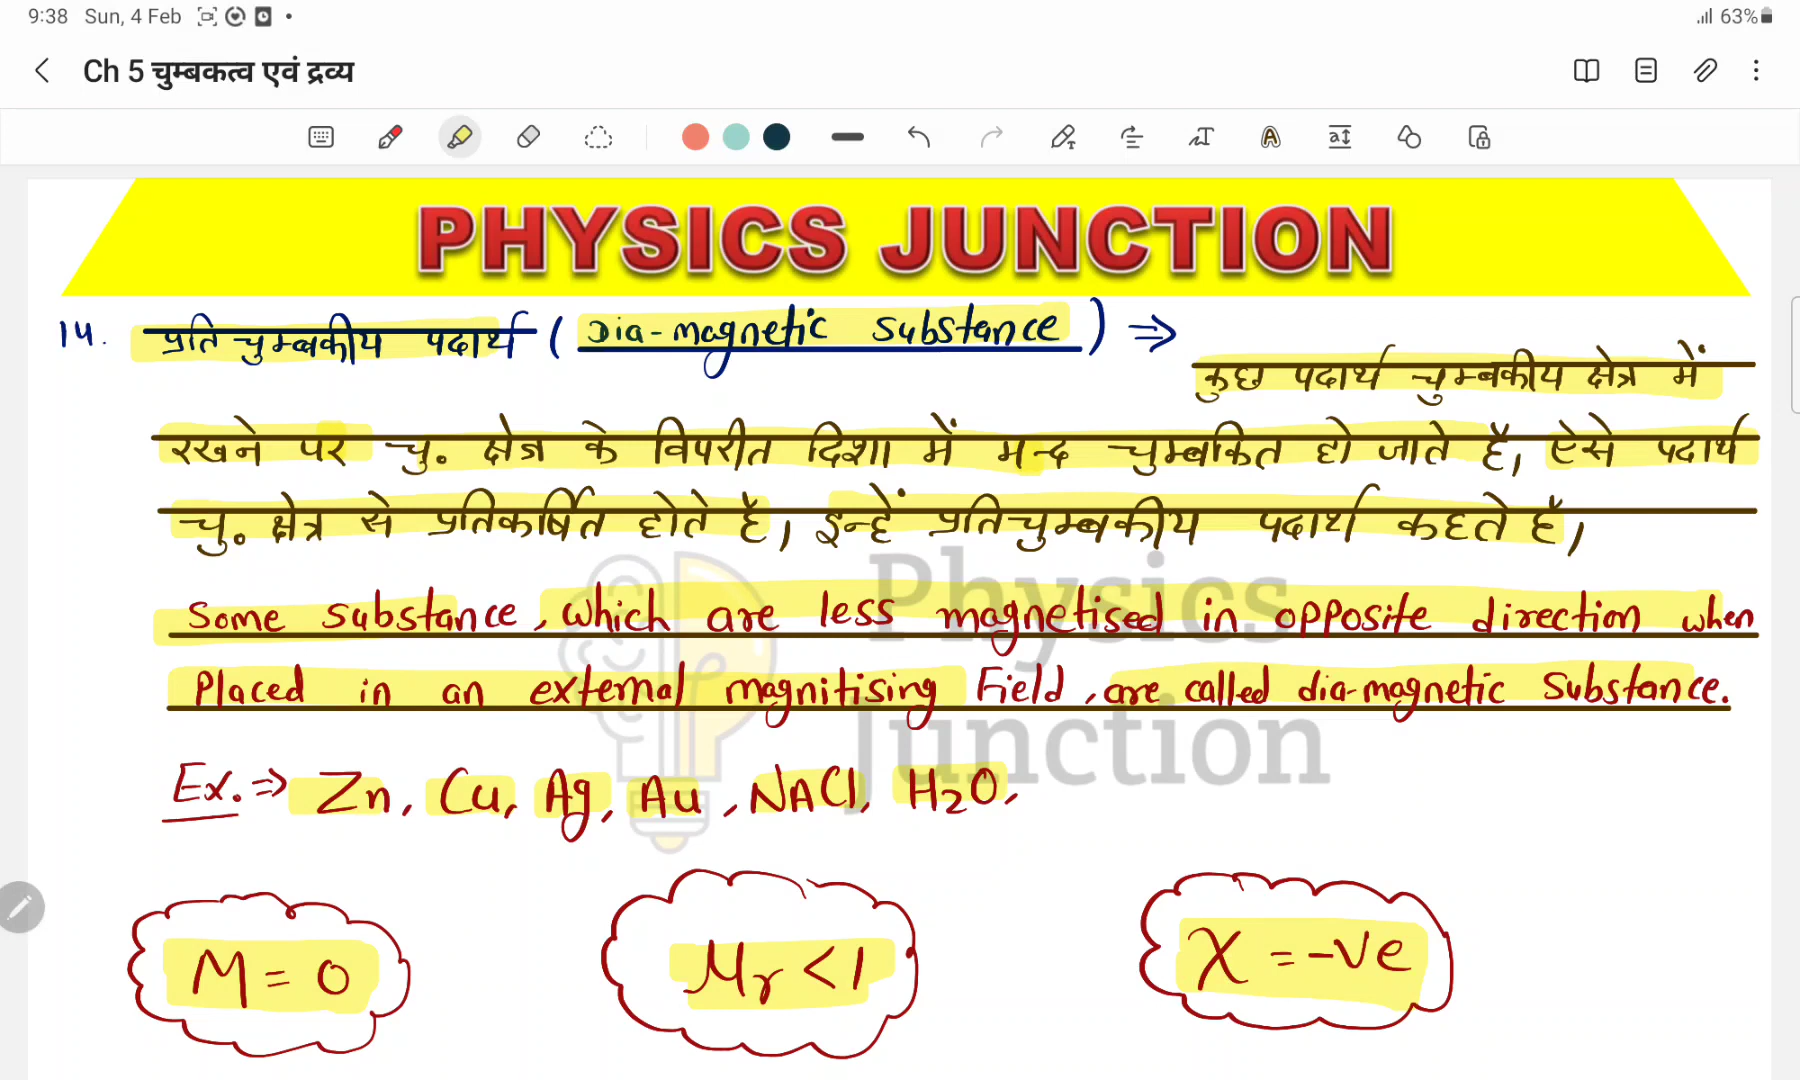 9:38 Sun, 4 Feb
63%
Ch 5 चुम्बकत्व एवं द्रव्य
PHYSICS JUNCTION
14. प्रति चुम्बकीय पदार्थ ( Dia-magnetic Substance ) ⇒
कुछ पदार्थ चुम्बकीय क्षेत्र में
रखने पर चु. क्षेत्र के विपरीत दिशा में मन्द चुम्बकित हो जाते है, ऐसे पदार्थ
चु. क्षेत्र से प्रतिकर्षित होते है, इन्हें प्रतिचुम्बकीय पदार्थ कहते है,
Some Substance, which are less magnetised in opposite direction when
Placed in an external magnitising Field, are called dia-magnetic Substance.
Ex. ⇒ Zn, Cu, Ag, Au, NACl, H₂O,
Physics
Junction
M = 0
μr < 1
χ = -ve